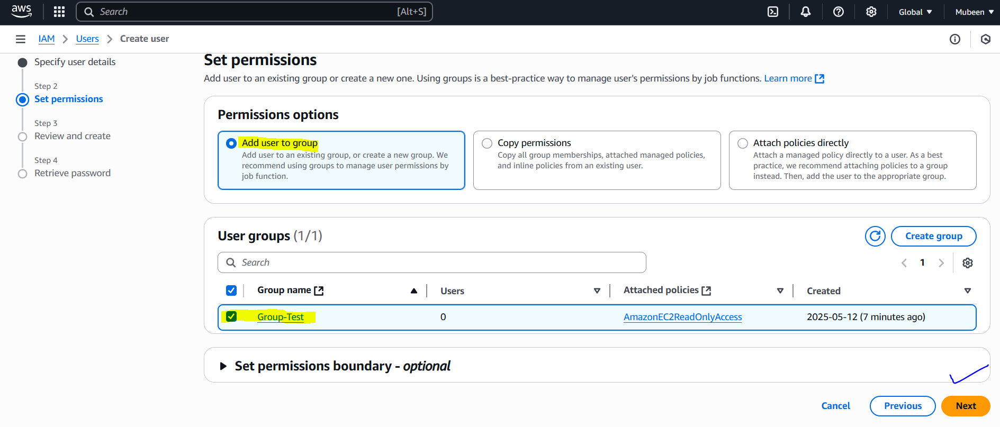 aws
Search [Alt+S]
Global
Mubeen
IAM
Users
Create user
Specify user details
Step 2
Set permissions
Step 3
Review and create
Step 4
Retrieve password
Set permissions
Add user to an existing group or create a new one. Using groups is a best-practice way to manage user's permissions by job functions. Learn more
Permissions options
Add user to group
Add user to an existing group, or create a new group. We
recommend using groups to manage user permissions by
job function.
Copy permissions
Copy all group memberships, attached managed policies,
and inline policies from an existing user.
Attach policies directly
Attach a managed policy directly to a user. As a best
practice, we recommend attaching policies to a group
instead. Then, add the user to the appropriate group.
User groups (1/1)
Create group
Search
1
Group name Users Attached policies Created
Group-Test 0 AmazonEC2ReadOnlyAccess 2025-05-12 (7 minutes ago)
Set permissions boundary - optional
Cancel Previous Next